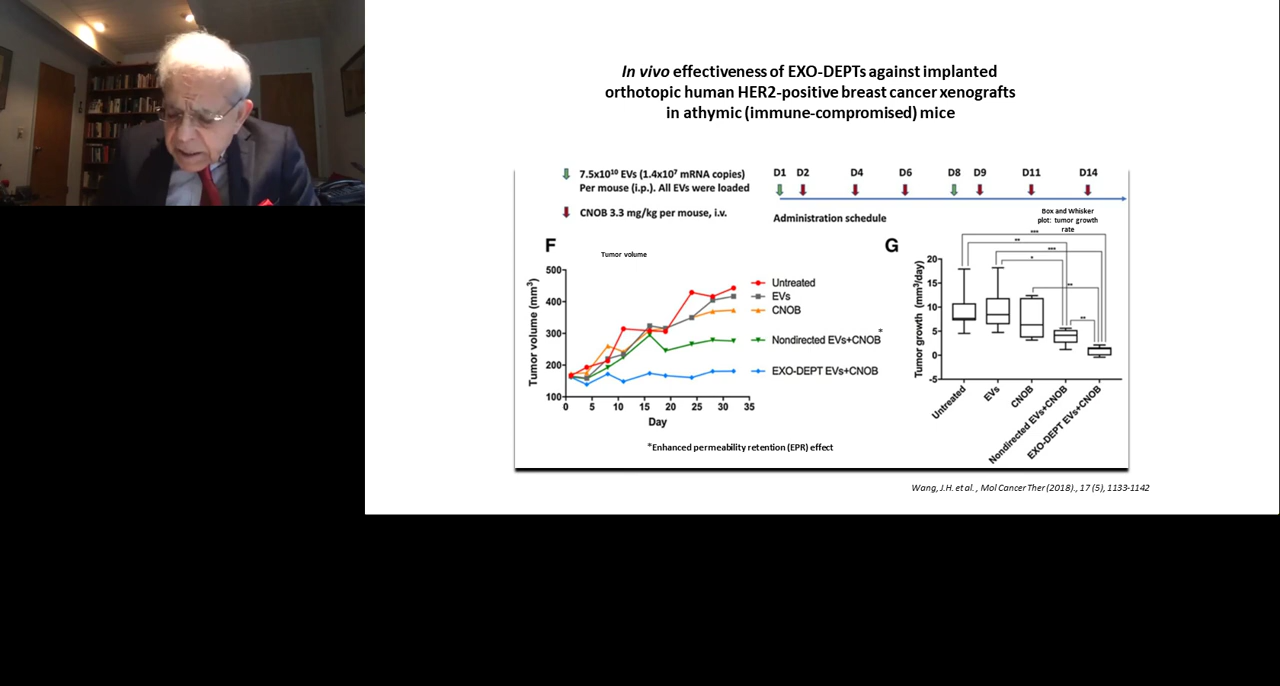 In vivo effectiveness of EXO-DEPTs against implanted
orthotopic human HER2-positive breast cancer xenografts
in athymic (immune-compromised) mice
7.5x10¹⁰ EVs (1.4x10⁷ mRNA copies)
Per mouse (i.p.). All EVs were loaded
CNOB 3.3 mg/kg per mouse, i.v.
D1 D2 D4 D6 D8 D9 D11 D14
Administration schedule
F
Tumor volume
Tumor volume (mm³)
500
400
300
200
100
0 5 10 15 20 25 30 35
Day
Untreated
EVs
CNOB
Nondirected EVs+CNOB*
EXO-DEPT EVs+CNOB
*Enhanced permeability retention (EPR) effect
G
Box and Whisker
plot: tumor growth
rate
***
**
***
*
**
**
Tumor growth (mm³/day)
20
15
10
5
0
-5
Untreated
EVs
CNOB
Nondirected EVs+CNOB
EXO-DEPT EVs+CNOB
Wang, J.H. et al. , Mol Cancer Ther (2018)., 17 (5), 1133-1142